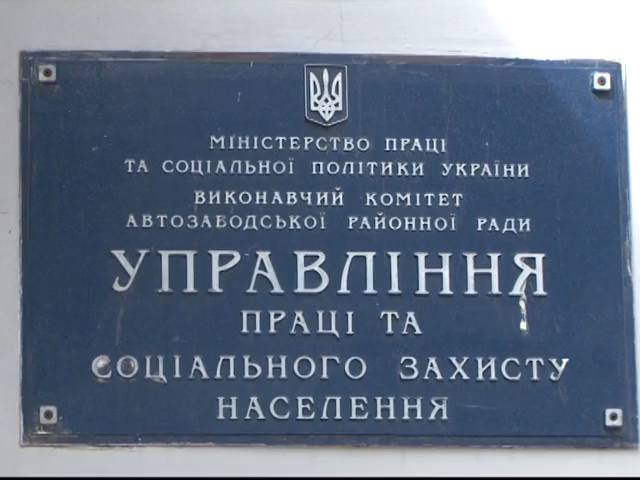 МІНІСТЕРСТВО ПРАЦІ
ТА СОЦІАЛЬНОЇ ПОЛІТИКИ УКРАЇНИ
ВИКОНАВЧИЙ КОМІТЕТ
АВТОЗАВОДСЬКОЇ РАЙОННОЇ РАДИ
УПРАВЛІННЯ
ПРАЦІ ТА
СОЦІАЛЬНОГО ЗАХИСТУ
НАСЕЛЕННЯ